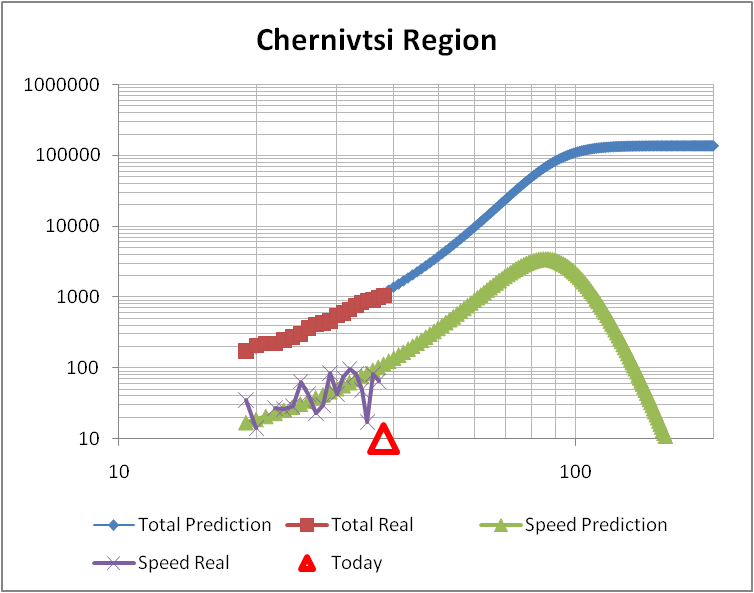 Chernivtsi Region
1000000
100000
10000
1000
100
10
10 100
Total Prediction Total Real Speed Prediction
Speed Real Today